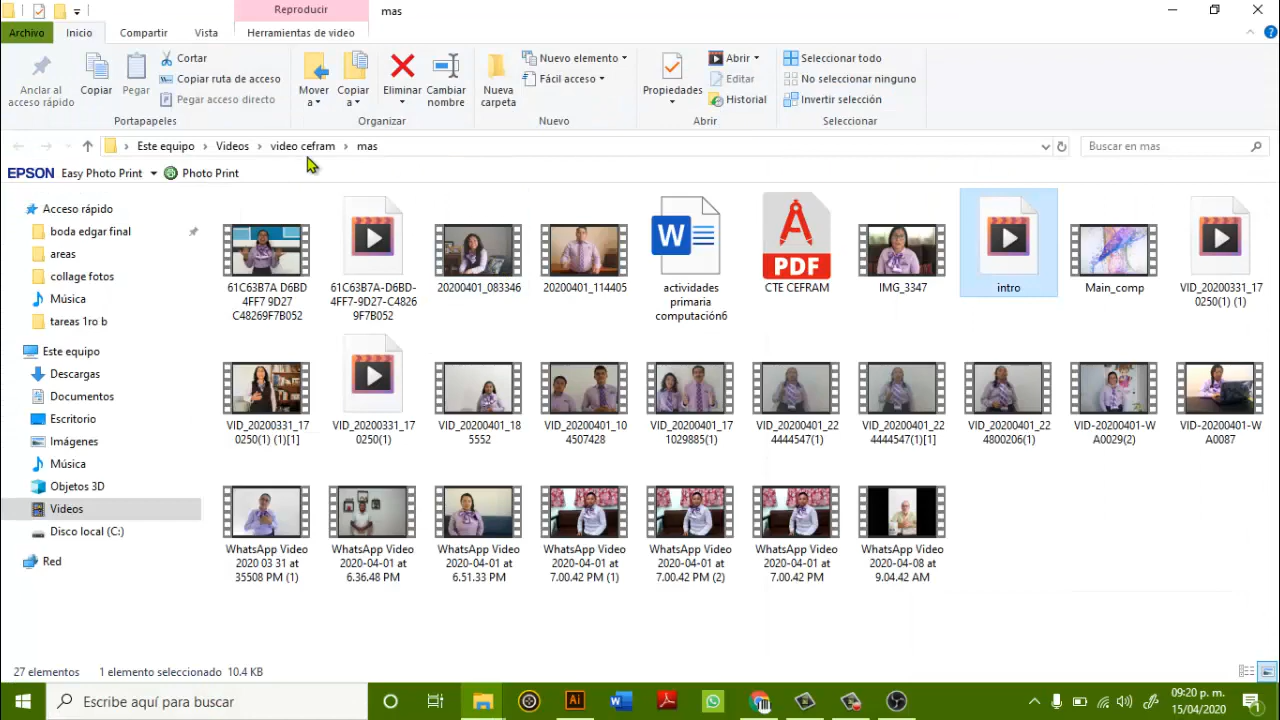 Reproducir
mas
Archivo
Inicio
Compartir
Vista
Herramientas de video
Anclar al
acceso rápido
Copiar
Pegar
Cortar
Copiar ruta de acceso
Pegar acceso directo
Portapapeles
Mover
a
Copiar
a
Eliminar
Cambiar
nombre
Organizar
Nueva
carpeta
Nuevo elemento
Fácil acceso
Nuevo
Propiedades
Abrir
Editar
Historial
Abrir
Seleccionar todo
No seleccionar ninguno
Invertir selección
Seleccionar
Este equipo > Videos > video cefram > mas
Buscar en mas
EPSON Easy Photo Print
Photo Print
Acceso rápido
boda edgar final
areas
collage fotos
Música
tareas 1ro b
Este equipo
Descargas
Documentos
Escritorio
Imágenes
Música
Objetos 3D
Videos
Disco local (C:)
Red
61C63B7A D6BD
4FF7 9D27
C48269F7B052
61C63B7A-D6BD-
4FF7-9D27-C4826
9F7B052
20200401_083346
20200401_114405
W
actividades
primaria
computación6
PDF
CTE CEFRAM
IMG_3347
intro
Main_comp
VID_20200331_17
0250(1) (1)
VID_20200331_17
0250(1) (1)[1]
VID_20200331_17
0250(1)
VID_20200401_18
5552
VID_20200401_10
4507428
VID_20200401_17
1029885(1)
VID_20200401_22
4444547(1)
VID_20200401_22
4444547(1)[1]
VID_20200401_22
4800206(1)
VID-20200401-W
A0029(2)
VID-20200401-W
A0087
WhatsApp Video
2020 03 31 at
35508 PM (1)
WhatsApp Video
2020-04-01 at
6.36.48 PM
WhatsApp Video
2020-04-01 at
6.51.33 PM
WhatsApp Video
2020-04-01 at
7.00.42 PM (1)
WhatsApp Video
2020-04-01 at
7.00.42 PM (2)
WhatsApp Video
2020-04-01 at
7.00.42 PM
WhatsApp Video
2020-04-08 at
9.04.42 AM
27 elementos
1 elemento seleccionado 10.4 KB
Escribe aquí para buscar
Ai
W
09:20 p. m.
15/04/2020
1